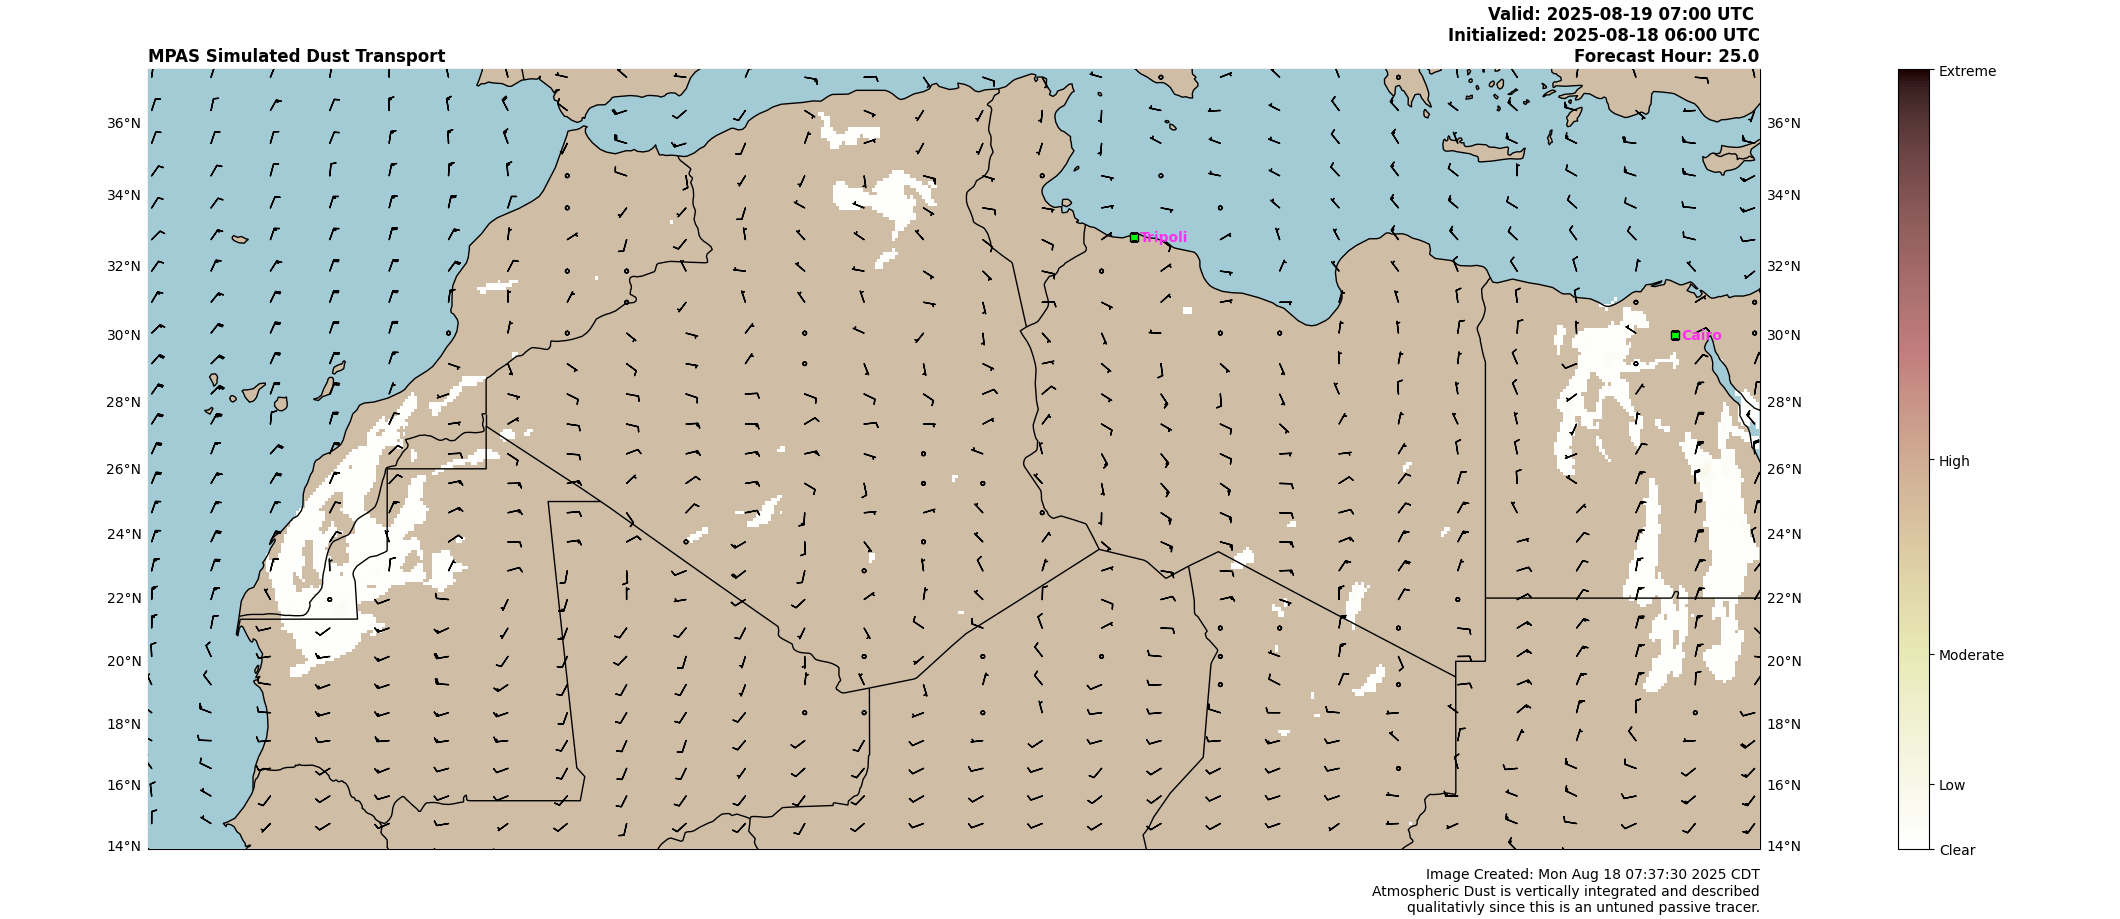 Valid: 2025-08-19 07:00 UTC
Initialized: 2025-08-18 06:00 UTC
MPAS Simulated Dust Transport
Forecast Hour: 25.0
Extreme
36°N
36°N
34°N
34°N
Tripoli
32°N
32°N
30°N
Cairo
30°N
28°N
28°N
26°N
26°N
High
24°N
24°N
22°N
22°N
20°N
20°N
Moderate
18°N
18°N
16°N
16°N
Low
14°N
14°N
Clear
Image Created: Mon Aug 18 07:37:30 2025 CDT
Atmospheric Dust is vertically integrated and described
qualitativly since this is an untuned passive tracer.